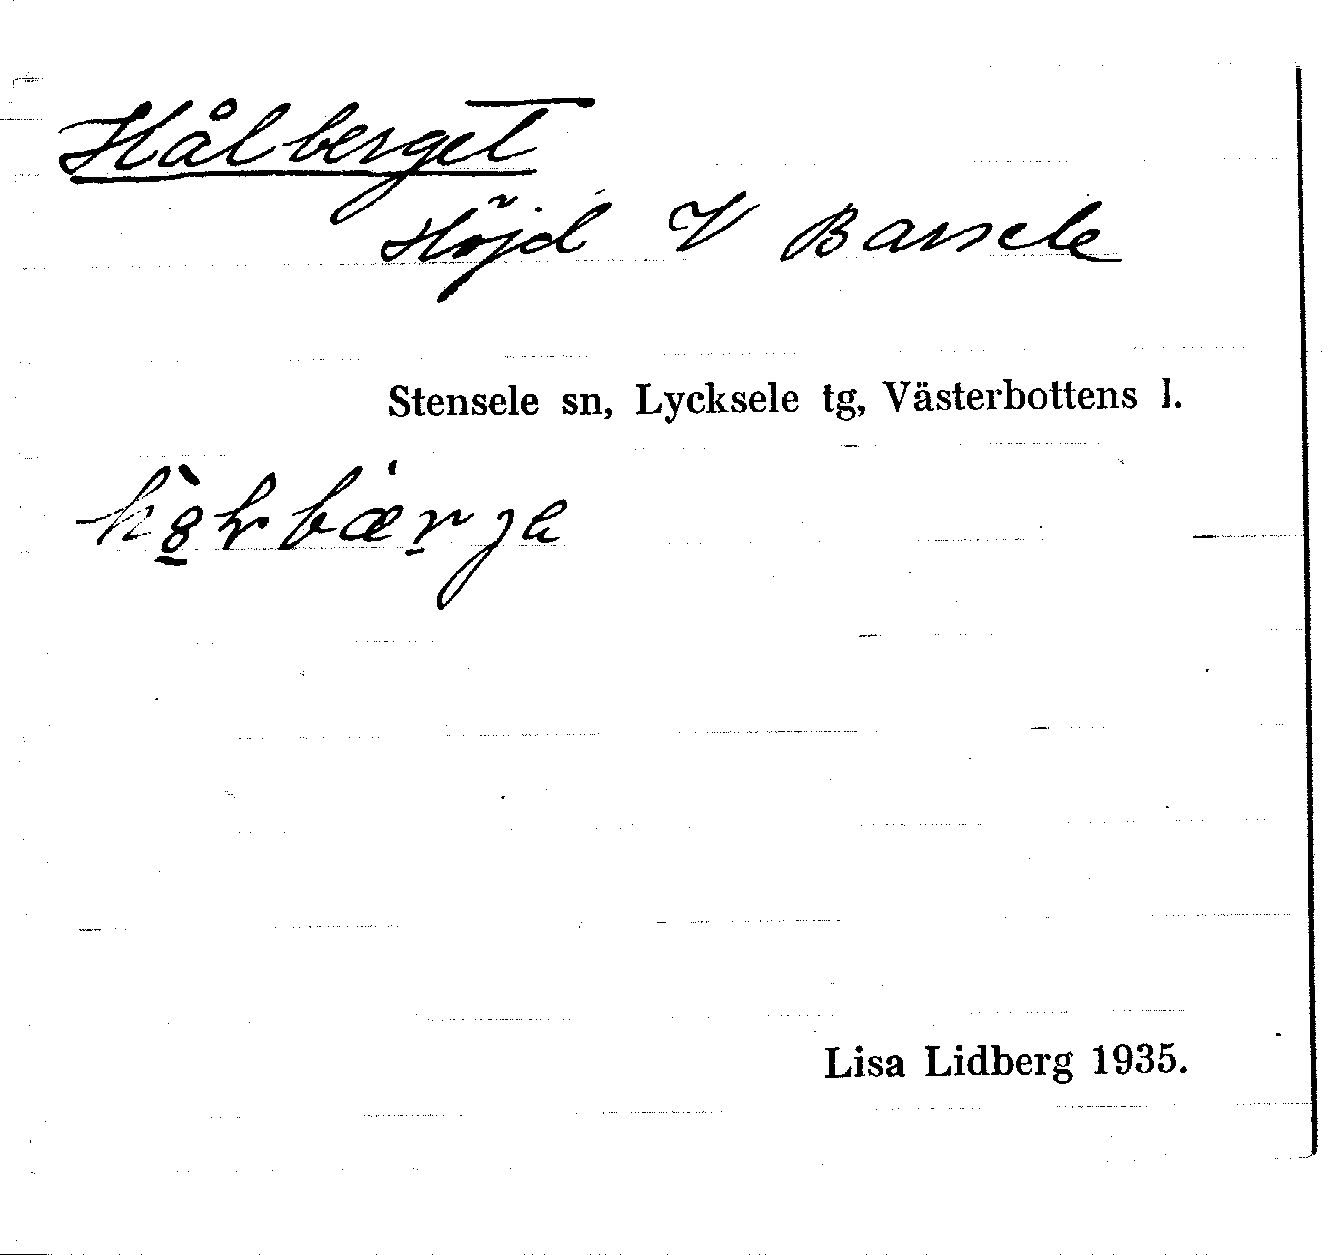 Hålberget
Höjd V Barsele
Stensele sn, Lycksele tg, Västerbottens l.
Lisa Lidberg 1935.